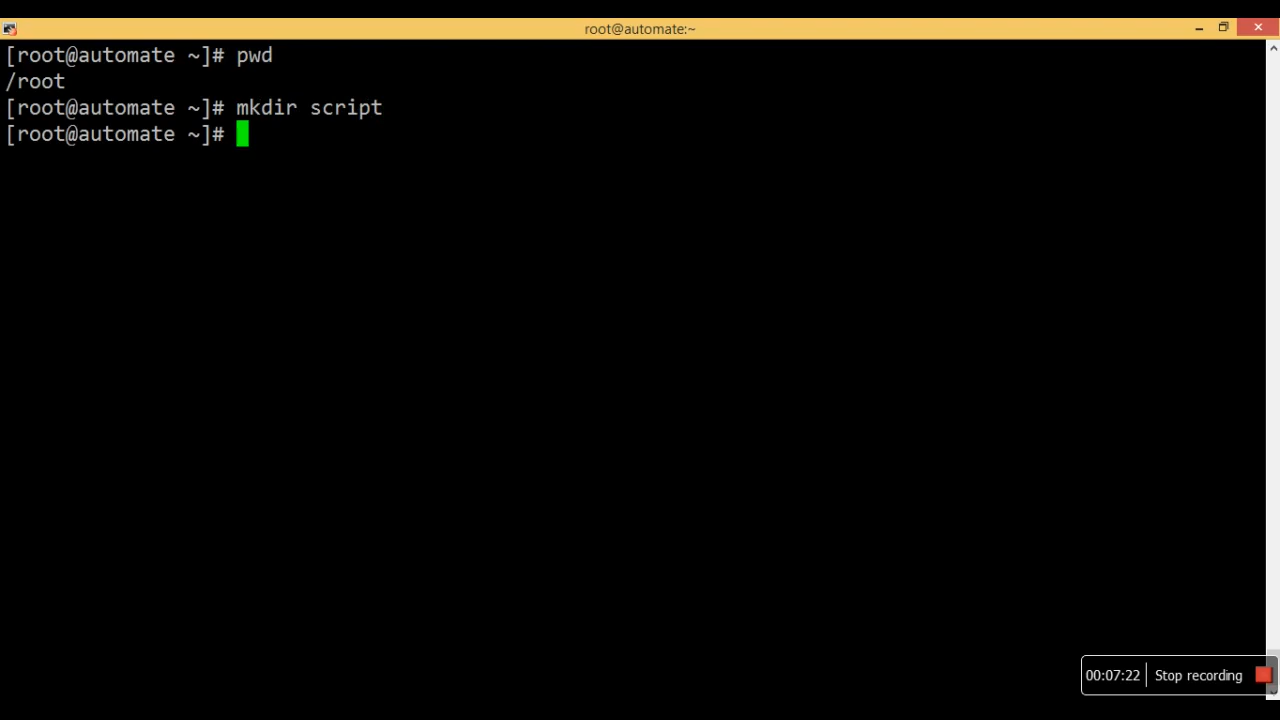 root@automate:~
[root@automate ~]# pwd
/root
[root@automate ~]# mkdir script
[root@automate ~]#
00:07:22 Stop recording